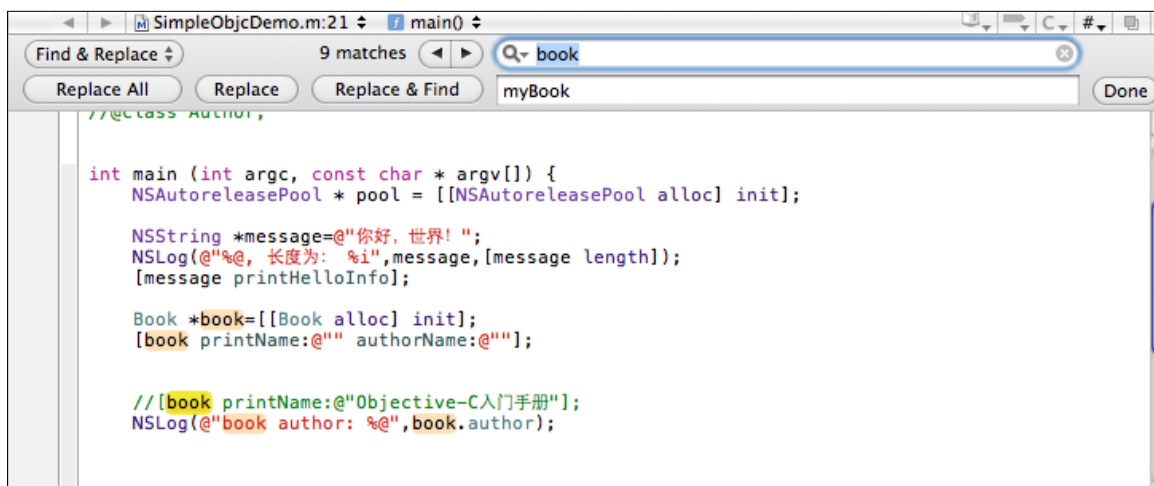 SimpleObjcDemo.m:21 main() C #
Find & Replace 9 matches book
Replace All Replace Replace & Find myBook Done
//@class Author;
int main (int argc, const char * argv[]) {
NSAutoreleasePool * pool = [[NSAutoreleasePool alloc] init];
NSString *message=@"你好，世界！";
NSLog(@"%@, 长度为： %i",message,[message length]);
[message printHelloInfo];
Book *book=[[Book alloc] init];
[book printName:@"" authorName:@""];
//[book printName:@"Objective-C入门手册"];
NSLog(@"book author: %@",book.author);